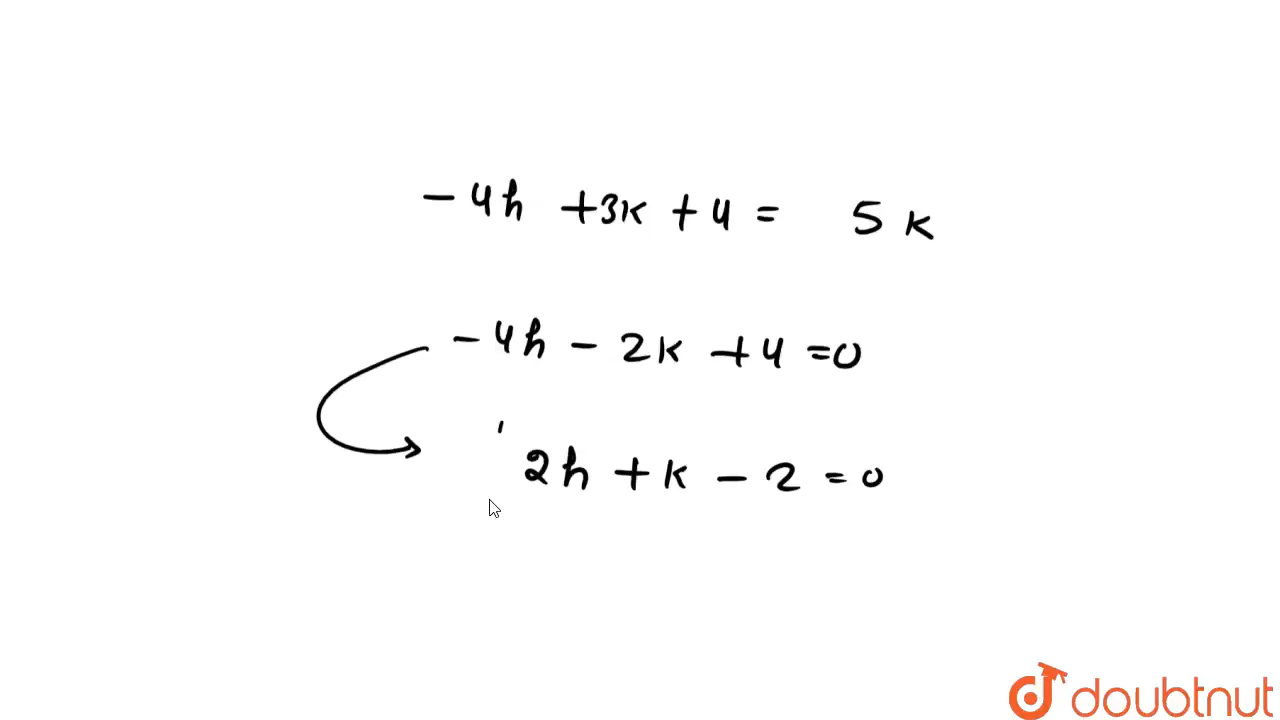 -4h +3k +4 = 5k
-4h - 2k +4 =0
2h + k - 2 = 0
doubtnut